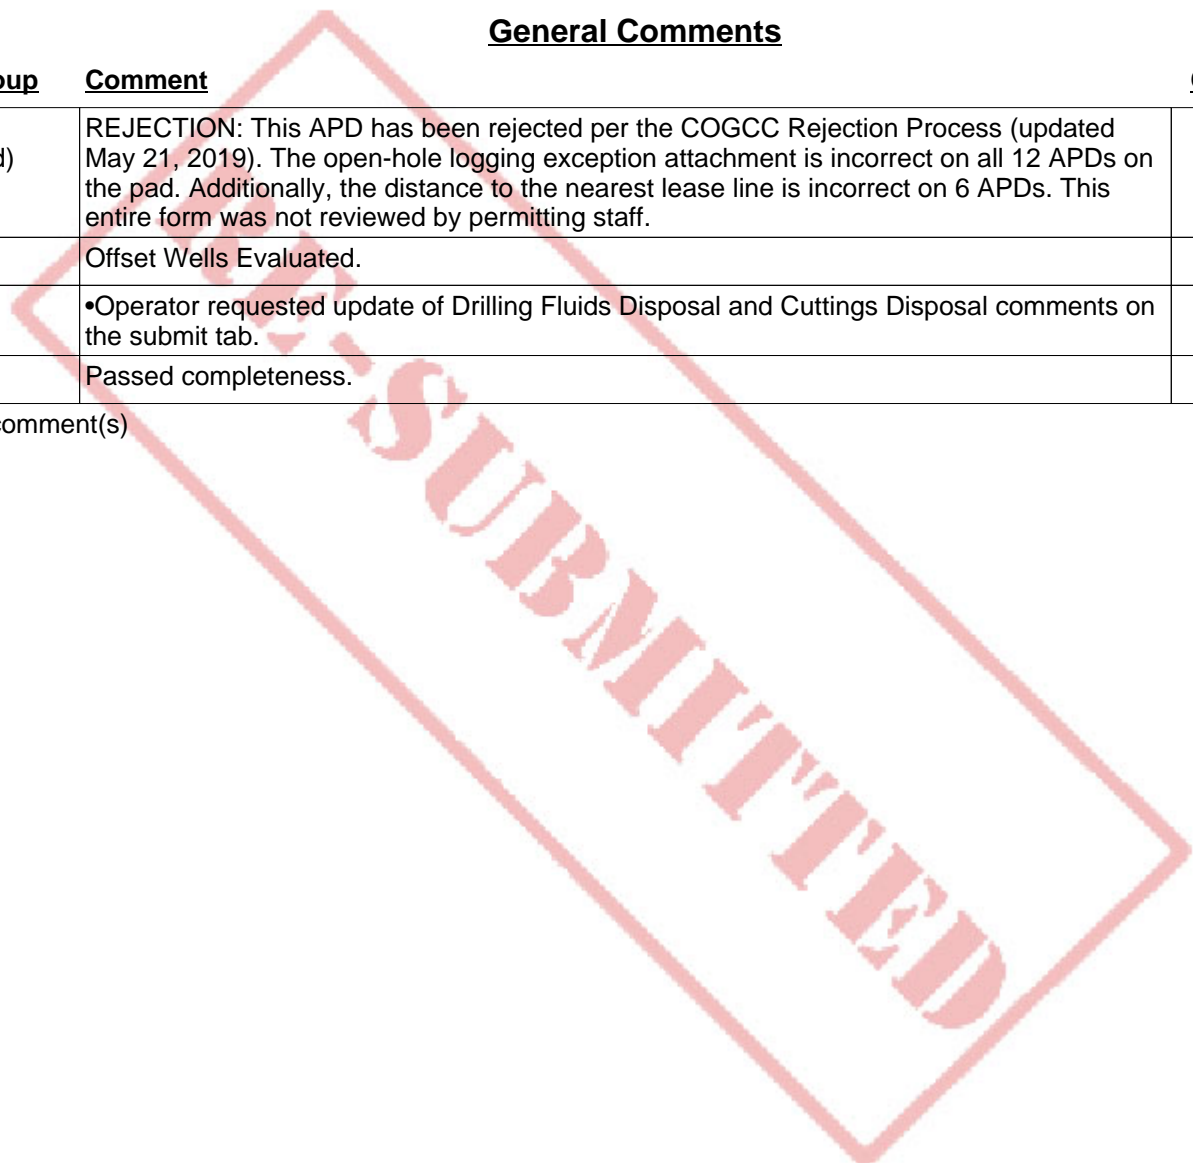 General Comments
oup Comment
REJECTION: This APD has been rejected per the COGCC Rejection Process (updated
d) May 21, 2019). The open-hole logging exception attachment is incorrect on all 12 APDs on
the pad. Additionally, the distance to the nearest lease line is incorrect on 6 APDs. This
entire form was not reviewed by permitting staff.
Offset Wells Evaluated.
•Operator requested update of Drilling Fluids Disposal and Cuttings Disposal comments on
the submit tab.
Passed completeness.
comment(s)
RE-SUBMITTED